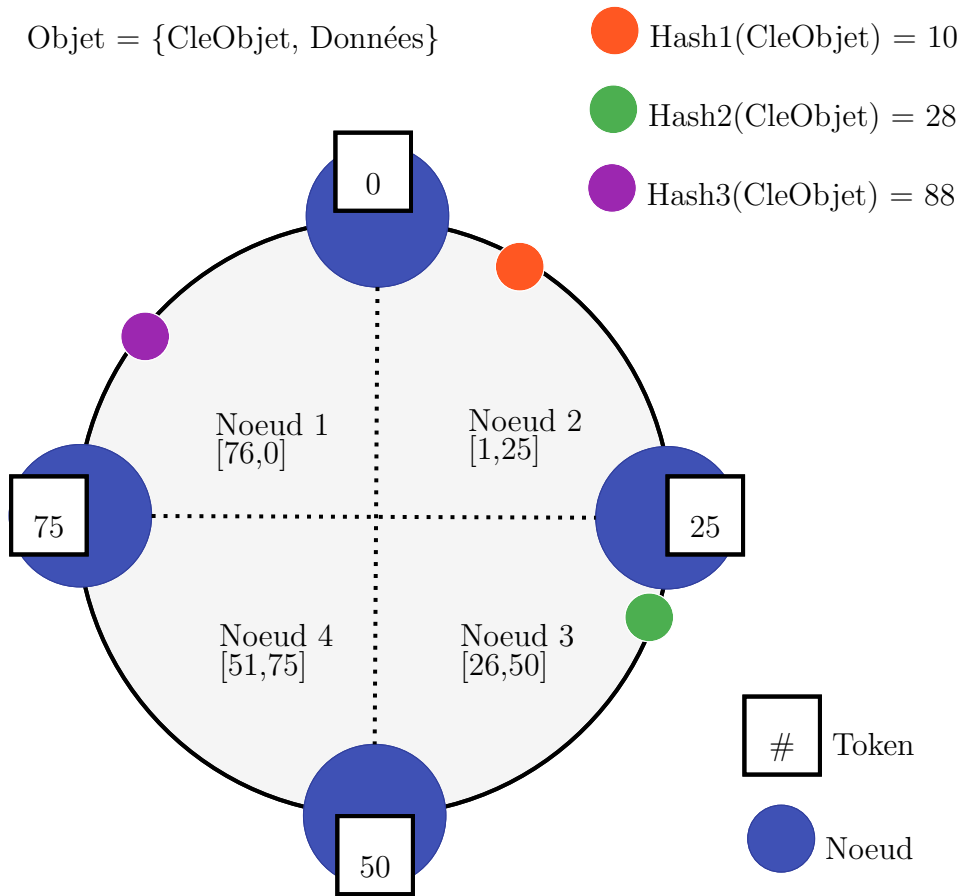 Objet = {CleObjet, Données}
Hash1(CleObjet) = 10
Hash2(CleObjet) = 28
Hash3(CleObjet) = 88
0
Noeud 1
[76,0]
Noeud 2
[1,25]
75
25
Noeud 4
[51,75]
Noeud 3
[26,50]
# Token
50
Noeud